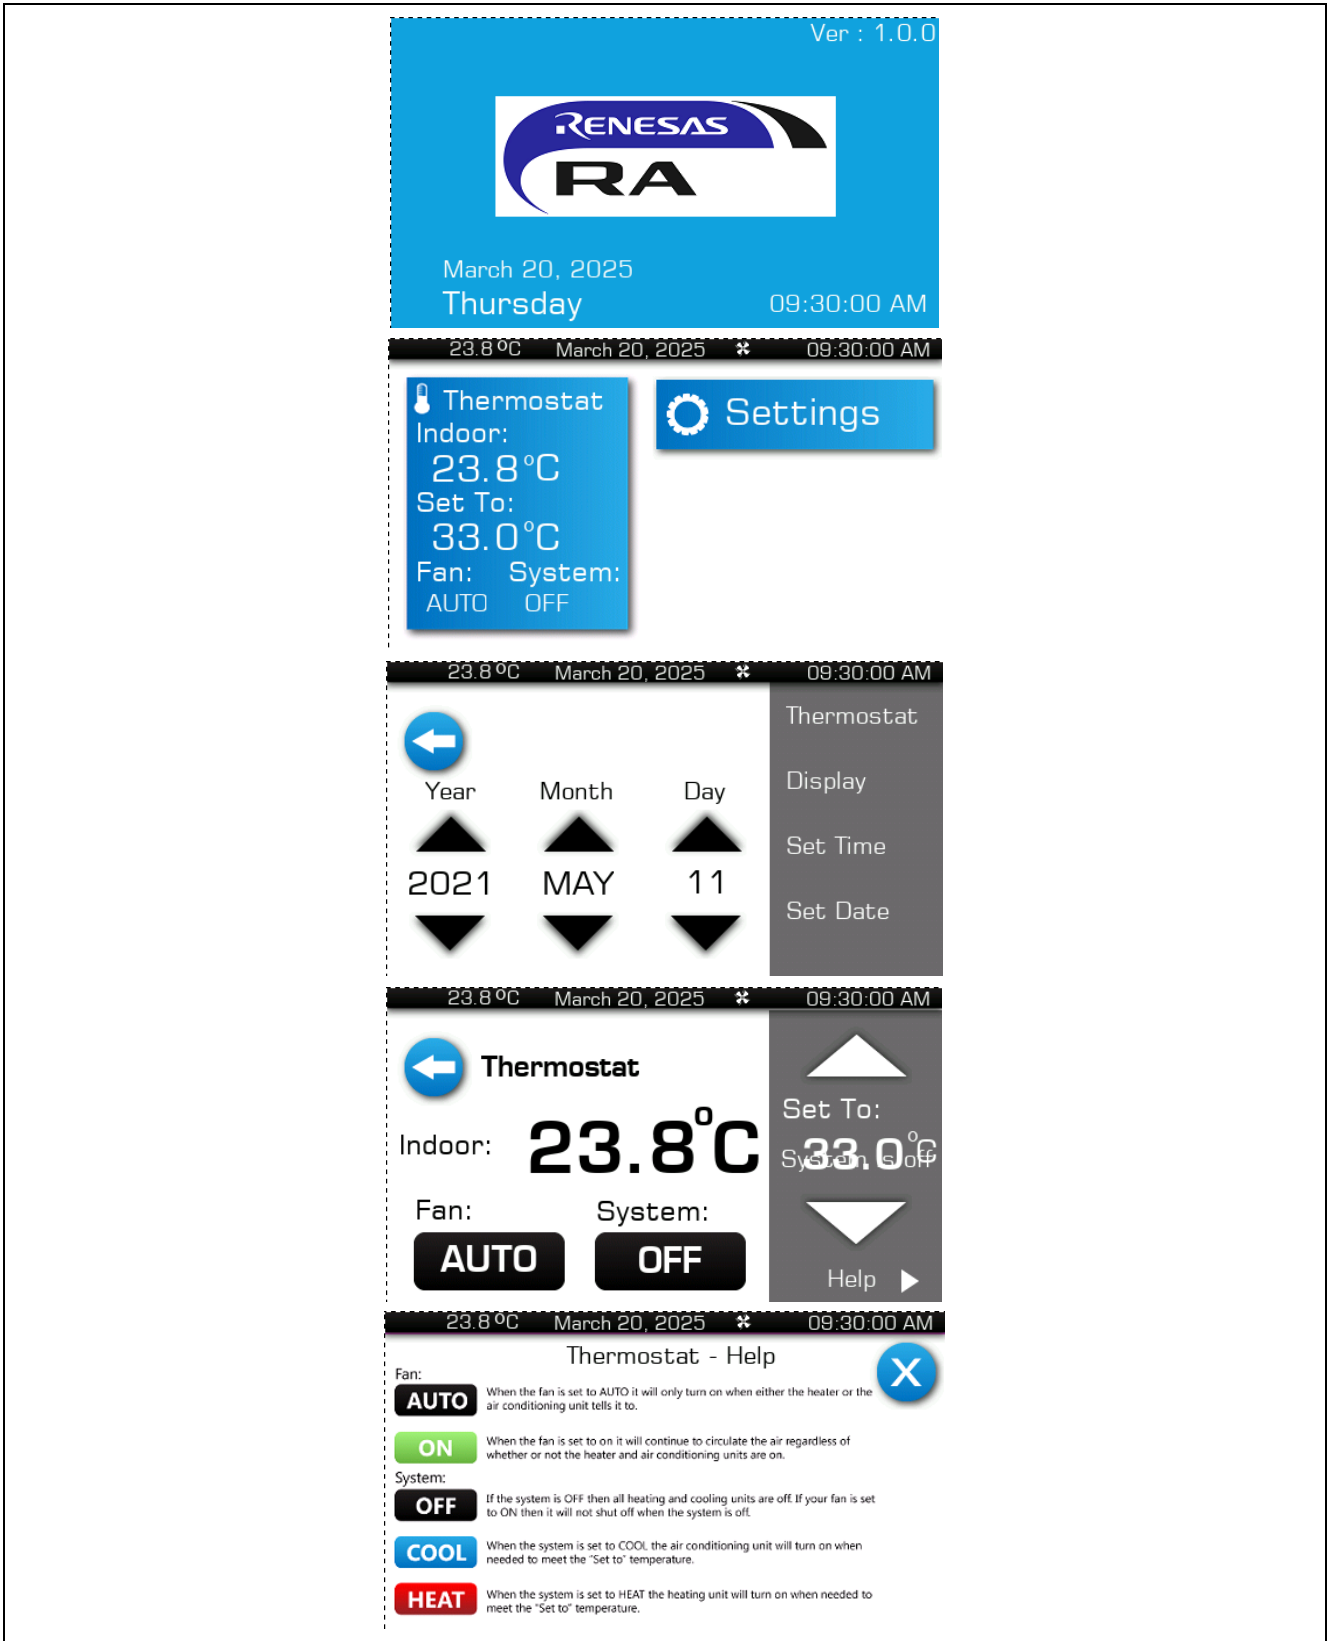 Ver : 1.0.0
RENESAS
RA
March 20, 2025
Thursday
09:30:00 AM
23.8 ºC March 20, 2025 09:30:00 AM
Thermostat
Indoor:
23.8°C
Set To:
33.0°C
Fan: System:
AUTO OFF
Settings
23.8 ºC March 20, 2025 09:30:00 AM
Year Month Day
2021 MAY 11
Thermostat
Display
Set Time
Set Date
23.8 ºC March 20, 2025 09:30:00 AM
Thermostat
Indoor: 23.8°C
Fan: System:
AUTO OFF
Set To:
33.0°C
System is off
Help
23.8 ºC March 20, 2025 09:30:00 AM
Thermostat - Help
X
Fan:
AUTO
When the fan is set to AUTO it will only turn on when either the heater or the
air conditioning unit tells it to.
ON
When the fan is set to on it will continue to circulate the air regardless of
whether or not the heater and air conditioning units are on.
System:
OFF
If the system is OFF then all heating and cooling units are off. If your fan is set
to ON then it will not shut off when the system is off.
COOL
When the system is set to COOL the air conditioning unit will turn on when
needed to meet the "Set to" temperature.
HEAT
When the system is set to HEAT the heating unit will turn on when needed to
meet the "Set to" temperature.